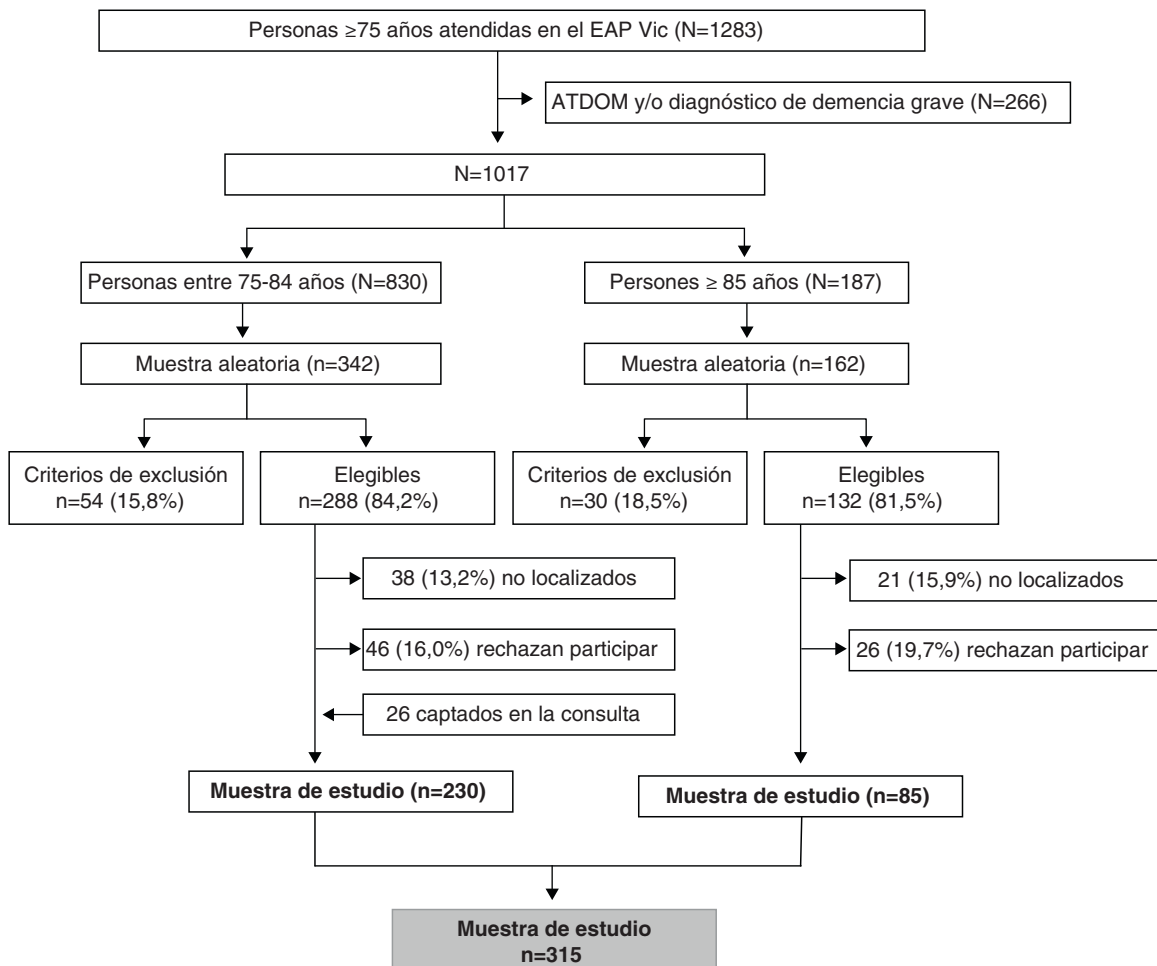 Personas ≥75 años atendidas en el EAP Vic (N=1283)
ATDOM y/o diagnóstico de demencia grave (N=266)
N=1017
Personas entre 75-84 años (N=830)
Persones ≥ 85 años (N=187)
Muestra aleatoria (n=342)
Muestra aleatoria (n=162)
Criterios de exclusión
n=54 (15,8%)
Elegibles
n=288 (84,2%)
Criterios de exclusión
n=30 (18,5%)
Elegibles
n=132 (81,5%)
38 (13,2%) no localizados
21 (15,9%) no localizados
46 (16,0%) rechazan participar
26 (19,7%) rechazan participar
26 captados en la consulta
Muestra de estudio (n=230)
Muestra de estudio (n=85)
Muestra de estudio
n=315